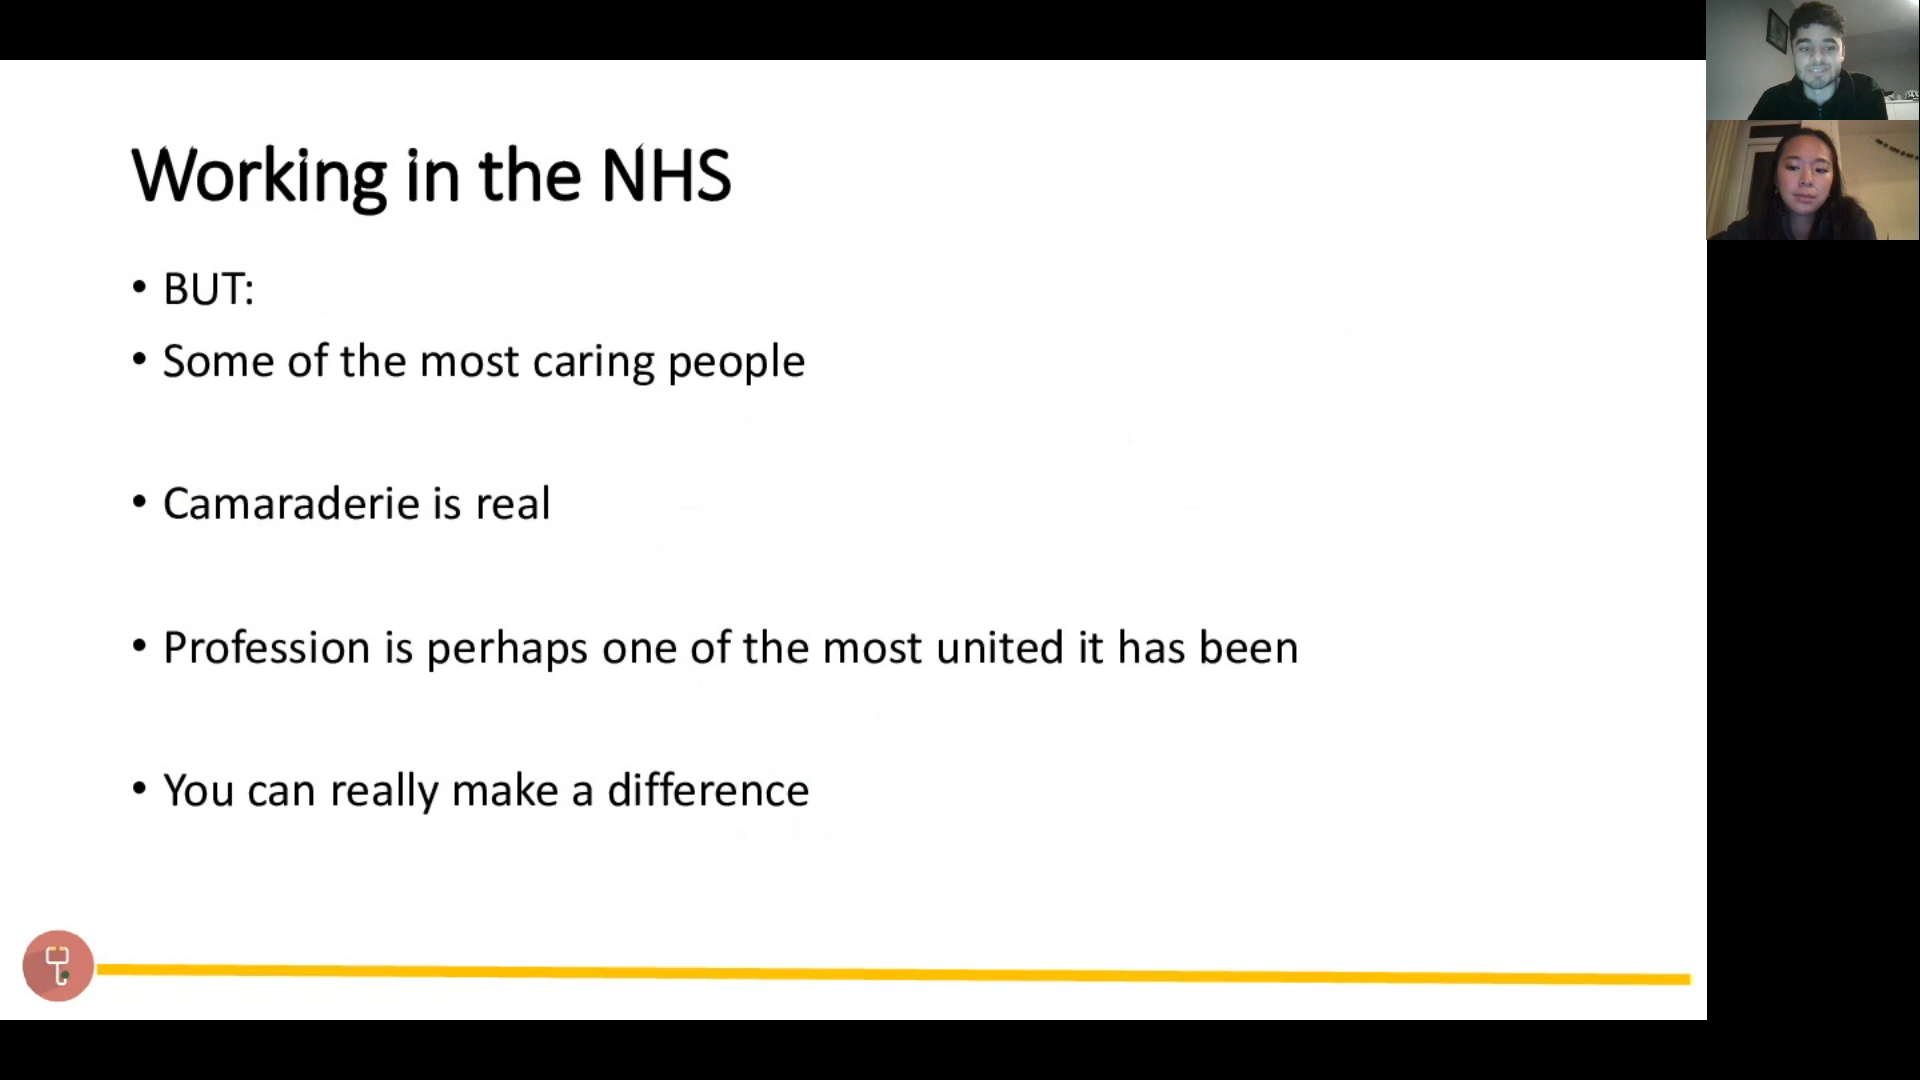 Working in the NHS
• BUT:
• Some of the most caring people
• Camaraderie is real
• Profession is perhaps one of the most united it has been
• You can really make a difference